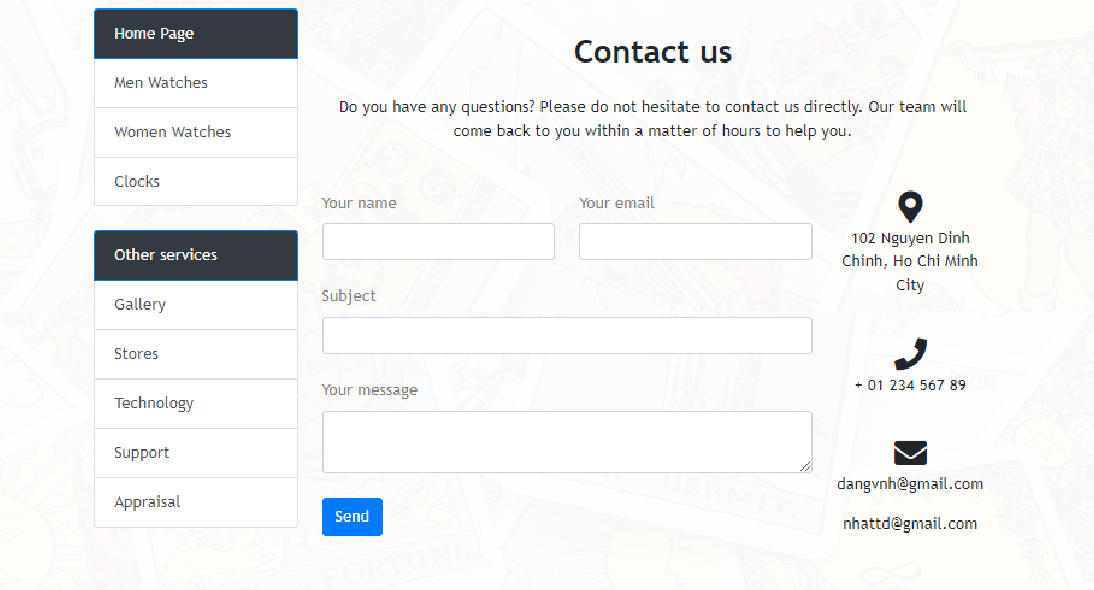 Home Page
Men Watches
Women Watches
Clocks
Other services
Gallery
Stores
Technology
Support
Appraisal
Contact us
Do you have any questions? Please do not hesitate to contact us directly. Our team will
come back to you within a matter of hours to help you.
Your name
Your email
Subject
Your message
Send
102 Nguyen Dinh
Chinh, Ho Chi Minh
City
+ 01 234 567 89
dangvnh@gmail.com
nhattd@gmail.com
HERMIT
FORTUNE